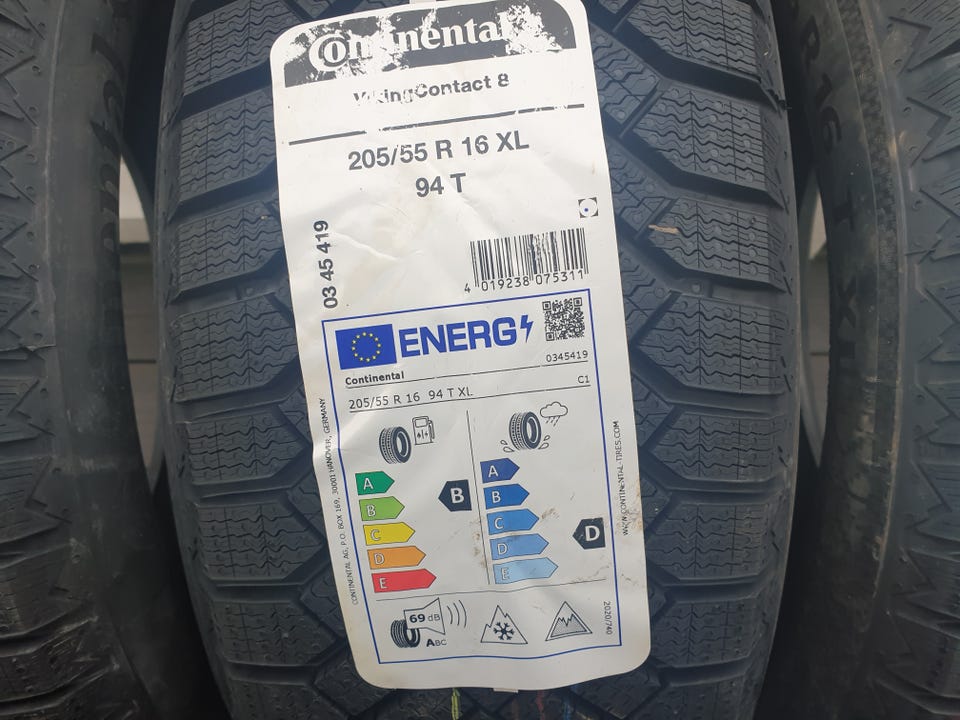 Continental
VikingContact 8
205/55 R 16 XL
94 T
03 45 419
4 019238 075311
ENERG
Continental
0345419
205/55 R 16 94 T XL
C1
CONTINENTAL AG, P.O. BOX 169, 30001 HANOVER, GERMANY
WWW.CONTINENTAL-TIRES.COM
A
B
C
D
E
B
A
B
C
D
E
D
69 dB
ABC
2020/740